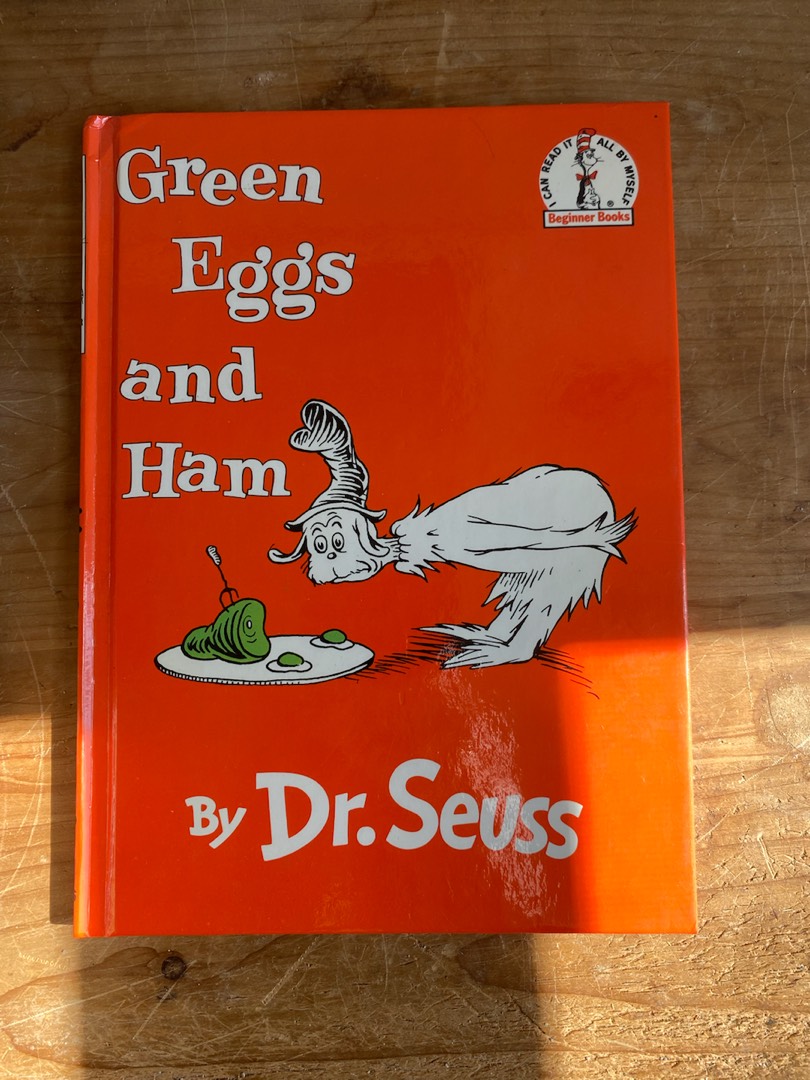 Green
Eggs
and
Ham
I CAN READ IT ALL BY MYSELF
®
Beginner Books
By Dr. Seuss